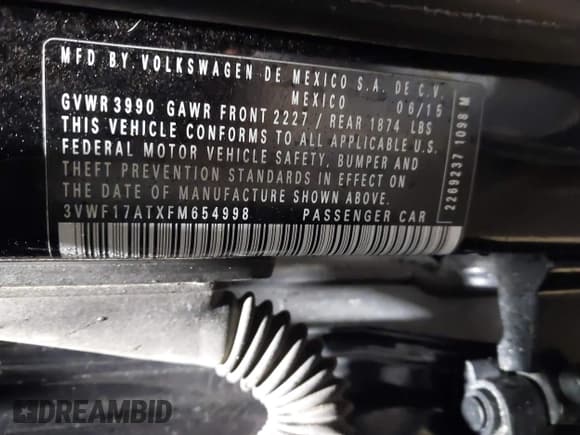 MFD BY VOLKSWAGEN DE MEXICO S.A. DE C.V.
MEXICO 06/15
GVWR 3990 GAWR FRONT 2227 / REAR 1874 LBS
THIS VEHICLE CONFORMS TO ALL APPLICABLE U.S.
FEDERAL MOTOR VEHICLE SAFETY, BUMPER AND
THEFT PREVENTION STANDARDS IN EFFECT ON
THE DATE OF MANUFACTURE SHOWN ABOVE.
3VWF17ATXFM654998 PASSENGER CAR
2269237 1098 M
DREAMBID